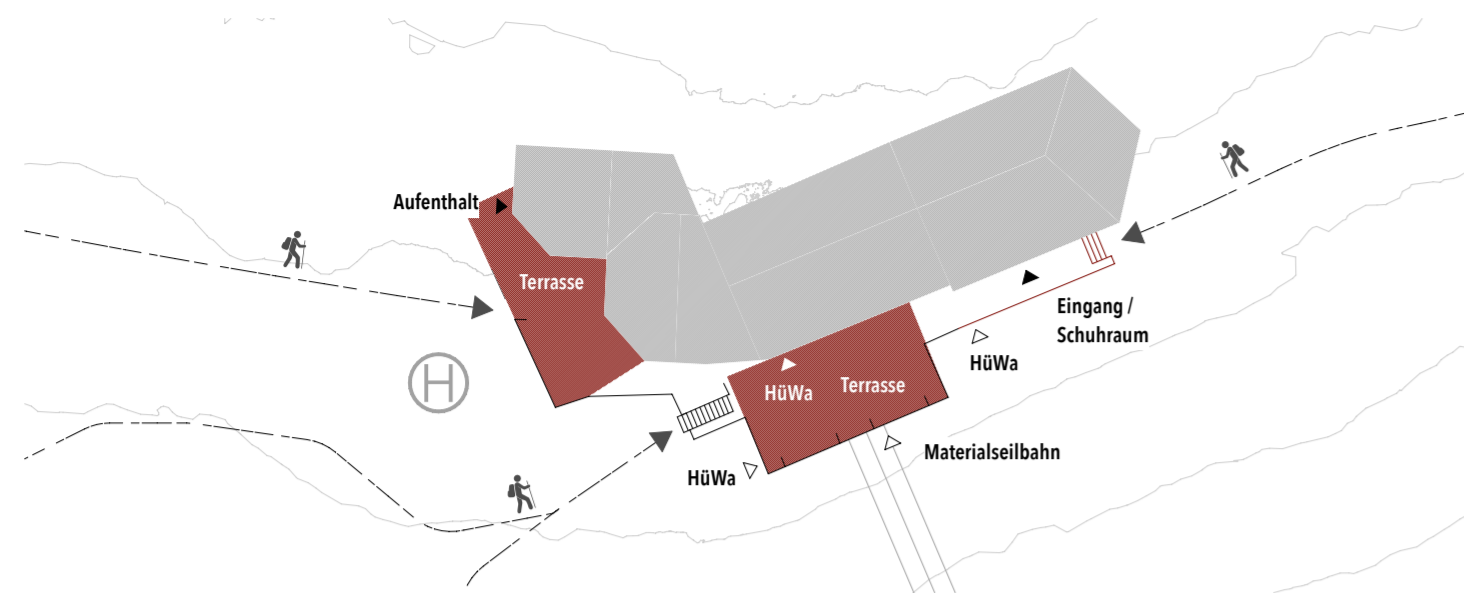 Aufenthalt
Terrasse
Eingang /
Schuhraum
HüWa
HüWa
Terrasse
H
Materialseilbahn
HüWa